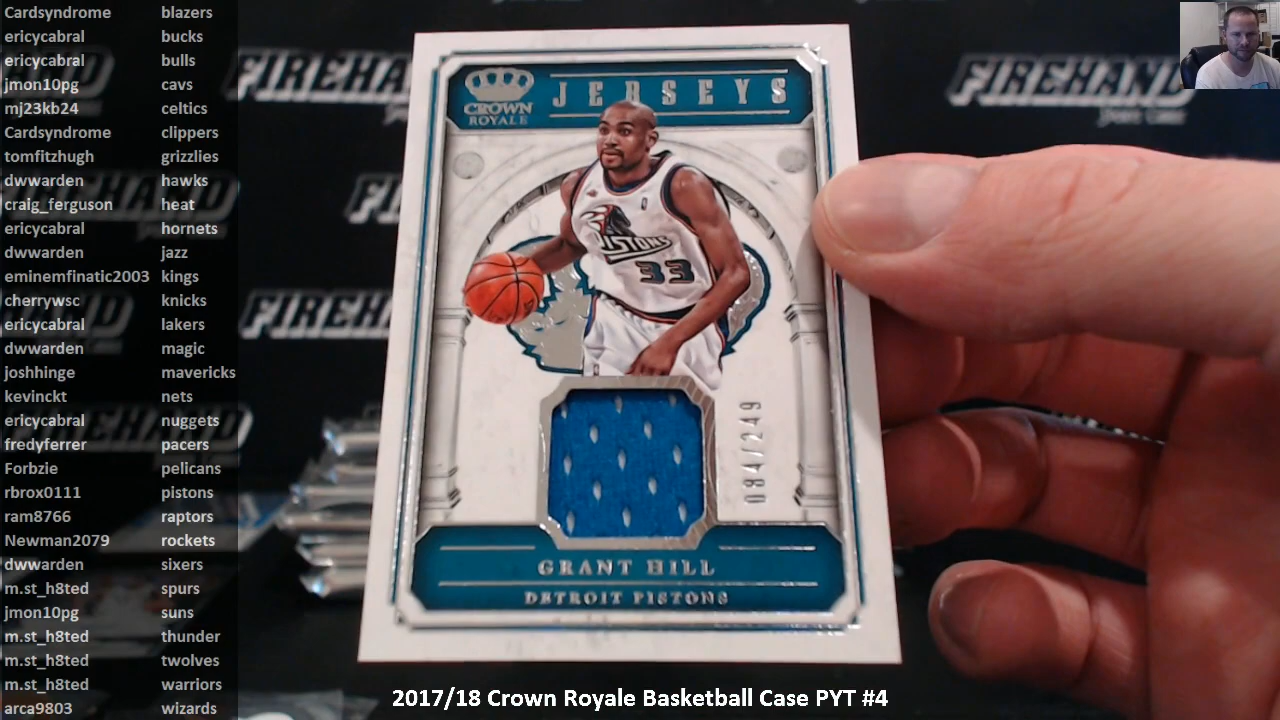 Cardsyndrome blazers
ericycabral bucks
ericycabral bulls
jmon10pg cavs
mj23kb24 celtics
Cardsyndrome clippers
tomfitzhugh grizzlies
dwwarden hawks
craig_ferguson heat
ericycabral hornets
dwwarden jazz
eminemfinatic2003 kings
cherrywsc knicks
ericycabral lakers
dwwarden magic
joshhinge mavericks
kevinckt nets
ericycabral nuggets
fredyferrer pacers
Forbzie pelicans
rbrox0111 pistons
ram8766 raptors
Newman2079 rockets
dwwarden sixers
m.st_h8ted spurs
jmon10pg suns
m.st_h8ted thunder
m.st_h8ted twolves
m.st_h8ted warriors
arca9803 wizards
FIREHAND
FIREHAND
FIREHAND
CROWN
ROYALE
JERSEYS
PISTONS
33
084/249
GRANT HILL
DETROIT PISTONS
2017/18 Crown Royale Basketball Case PYT #4